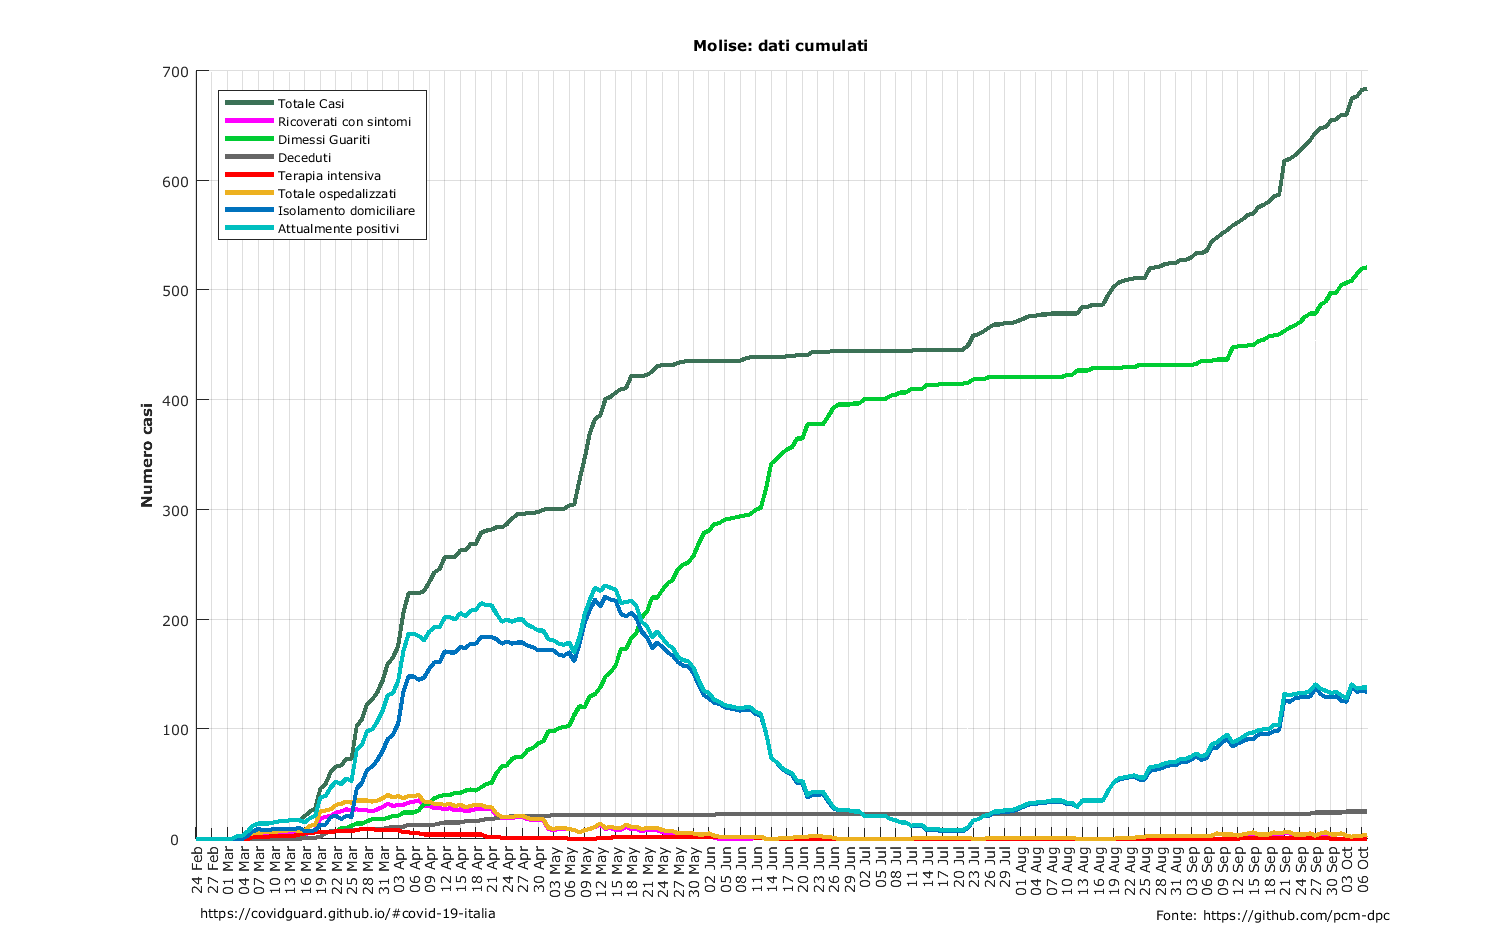 Molise: dati cumulati
700
600
500
400
300
200
100
0
Numero casi
Totale Casi
Ricoverati con sintomi
Dimessi Guariti
Deceduti
Terapia intensiva
Totale ospedalizzati
Isolamento domiciliare
Attualmente positivi
24 Feb
27 Feb
01 Mar
04 Mar
07 Mar
10 Mar
13 Mar
16 Mar
19 Mar
22 Mar
25 Mar
28 Mar
31 Mar
03 Apr
06 Apr
09 Apr
12 Apr
15 Apr
18 Apr
21 Apr
24 Apr
27 Apr
30 Apr
03 May
06 May
09 May
12 May
15 May
18 May
21 May
24 May
27 May
30 May
02 Jun
05 Jun
08 Jun
11 Jun
14 Jun
17 Jun
20 Jun
23 Jun
26 Jun
29 Jun
02 Jul
05 Jul
08 Jul
11 Jul
14 Jul
17 Jul
20 Jul
23 Jul
26 Jul
29 Jul
01 Aug
04 Aug
07 Aug
10 Aug
13 Aug
16 Aug
19 Aug
22 Aug
25 Aug
28 Aug
31 Aug
03 Sep
06 Sep
09 Sep
12 Sep
15 Sep
18 Sep
21 Sep
24 Sep
27 Sep
30 Sep
03 Oct
06 Oct
https://covidguard.github.io/#covid-19-italia
Fonte: https://github.com/pcm-dpc